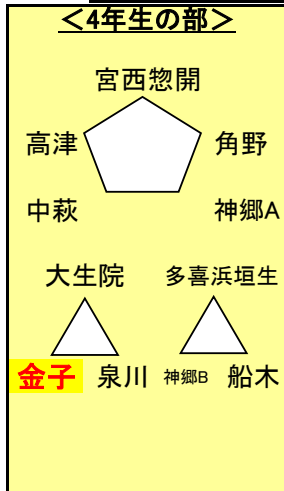 ＜4年生の部＞
宮西惣開
高津 角野
中萩 神郷A
大生院 多喜浜垣生
金子 泉川 神郷B 船木